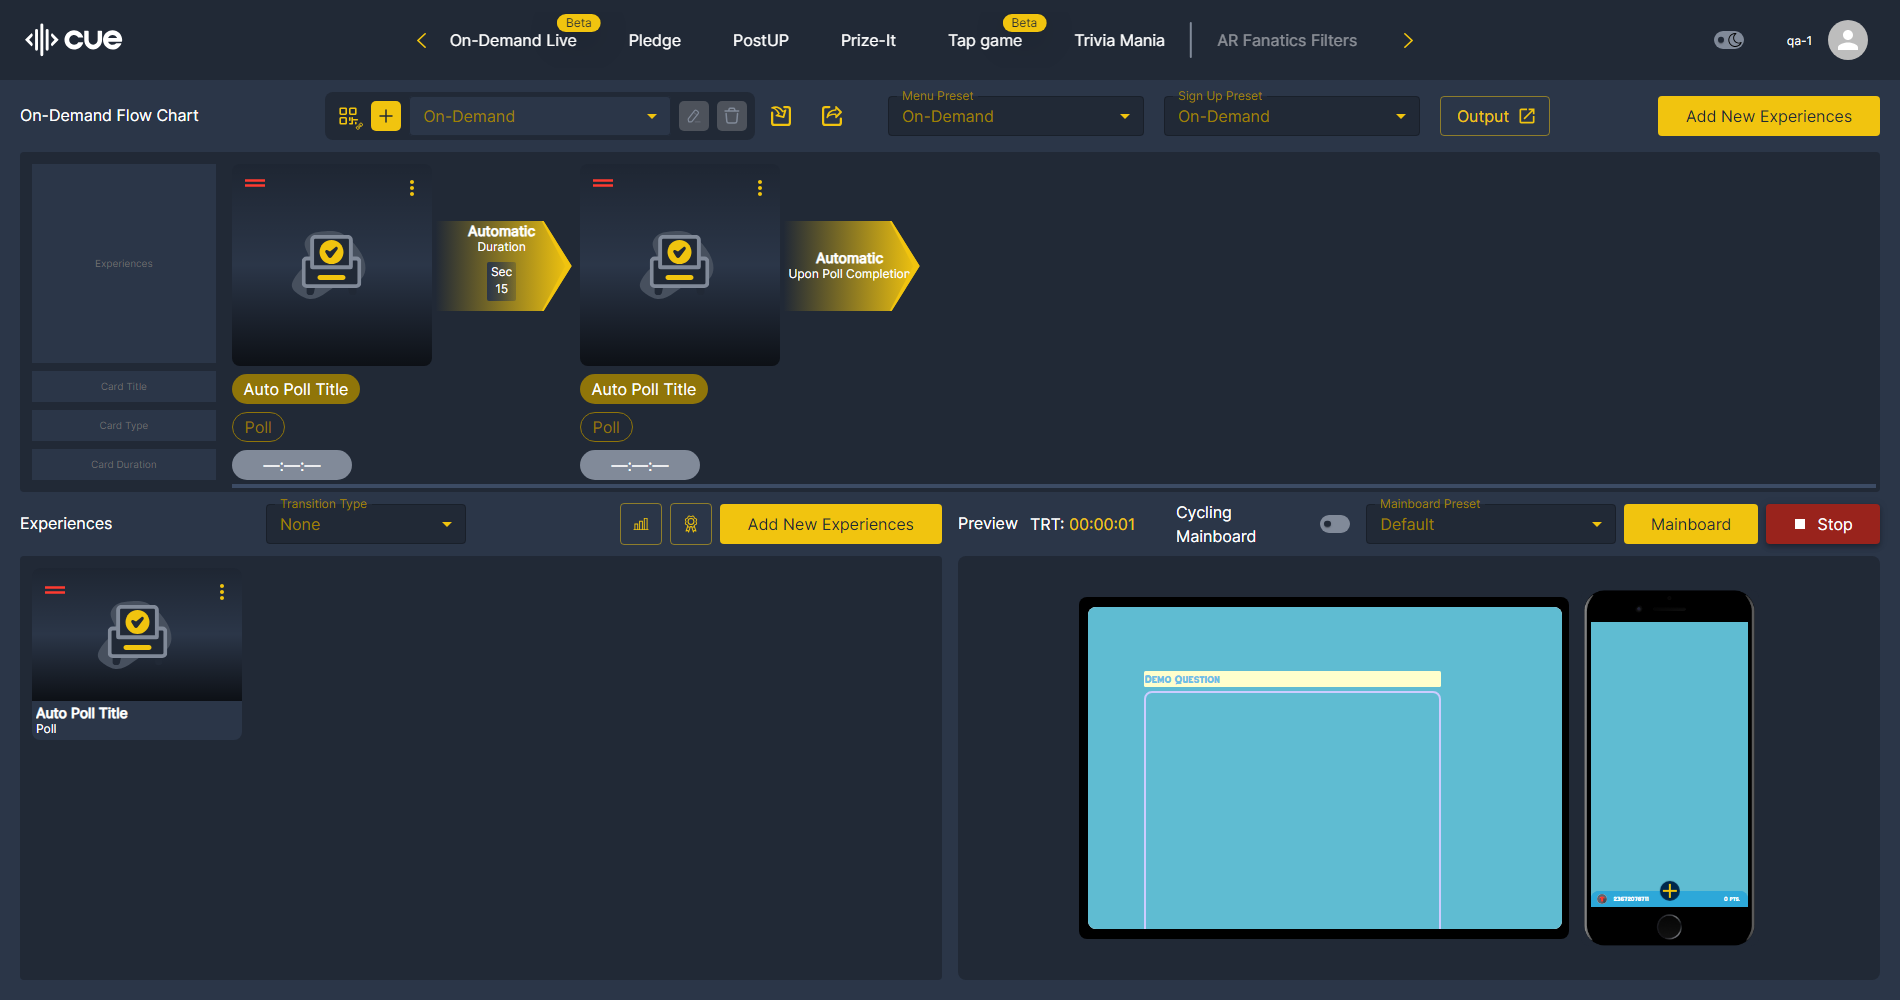 cue
On-Demand Live
Beta
Pledge
PostUP
Prize-It
Tap game
Beta
Trivia Mania
AR Fanatics Filters
qa-1
On-Demand Flow Chart
On-Demand
Menu Preset
On-Demand
Sign Up Preset
On-Demand
Output
Add New Experiences
Experiences
Card Title
Card Type
Card Duration
Automatic
Duration
Sec
15
Automatic
Upon Poll Completion
Auto Poll Title
Poll
—:—:—
Auto Poll Title
Poll
—:—:—
Experiences
Transition Type
None
Add New Experiences
Preview
TRT: 00:00:01
Cycling
Mainboard
Mainboard Preset
Default
Mainboard
Stop
Auto Poll Title
Poll
Demo Question
0 PTS.